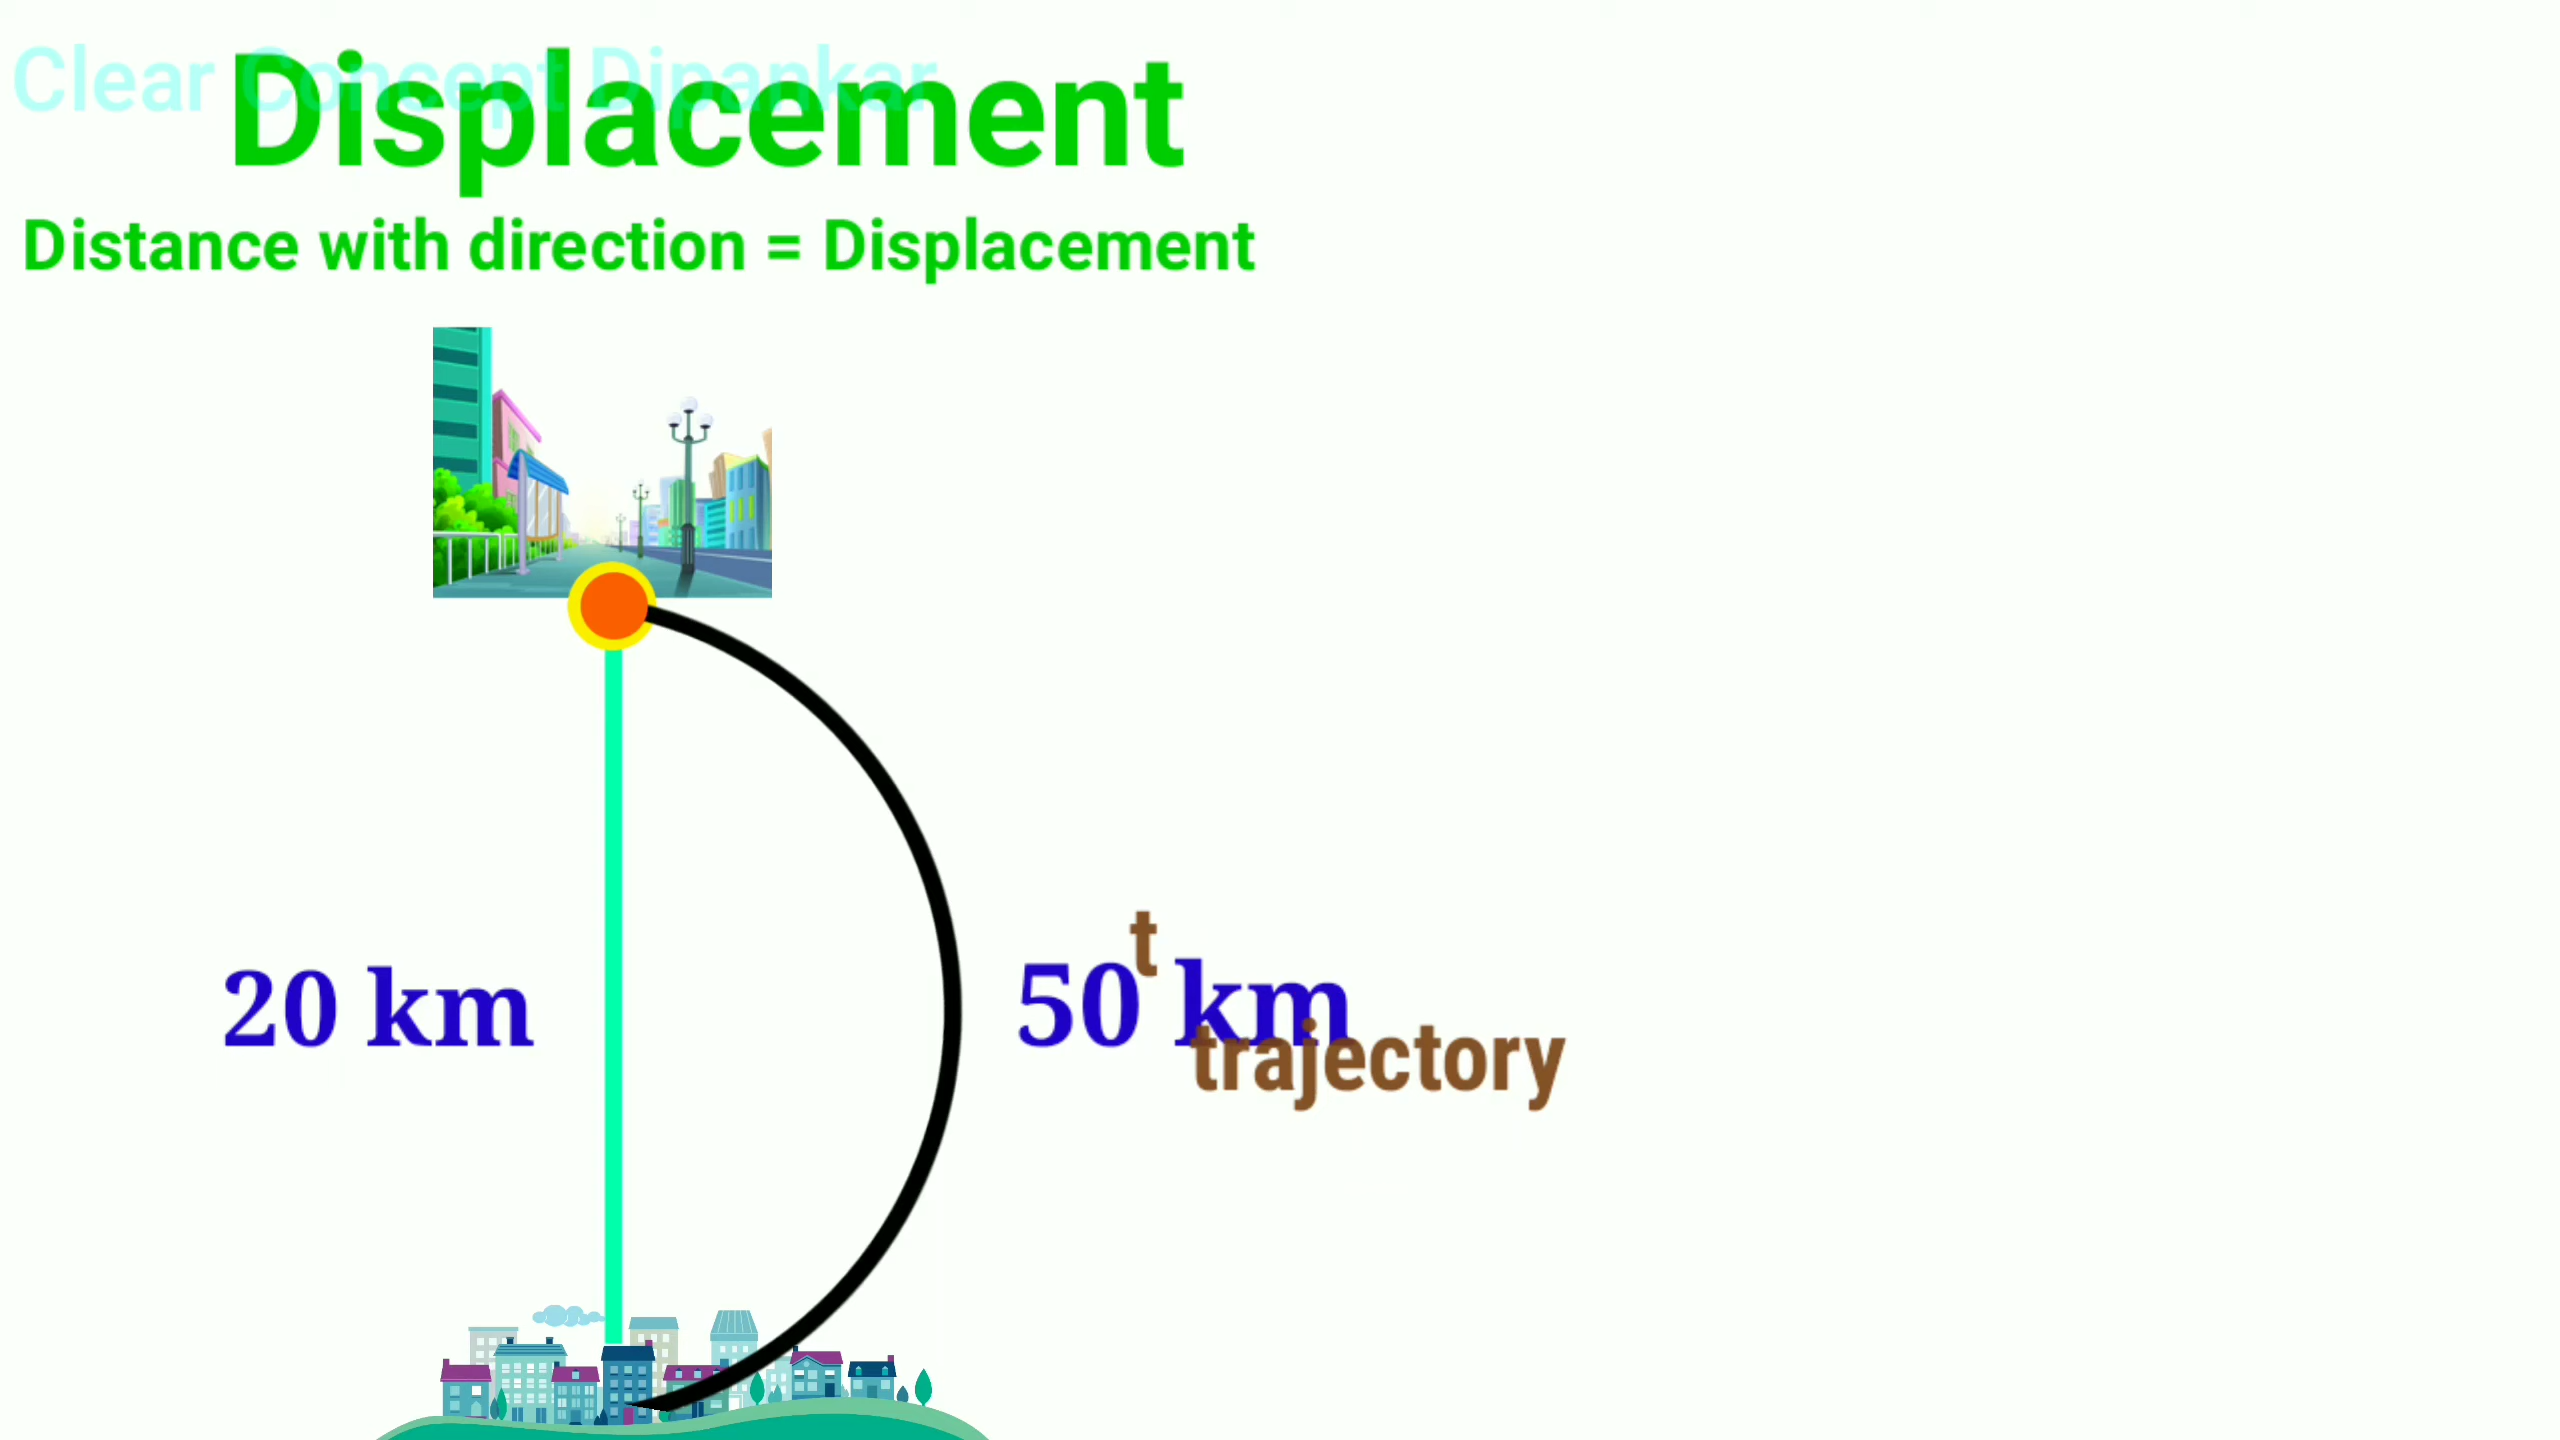 Clear Concept Dipankar
Displacement
Distance with direction = Displacement
t
20 km
50 km
trajectory